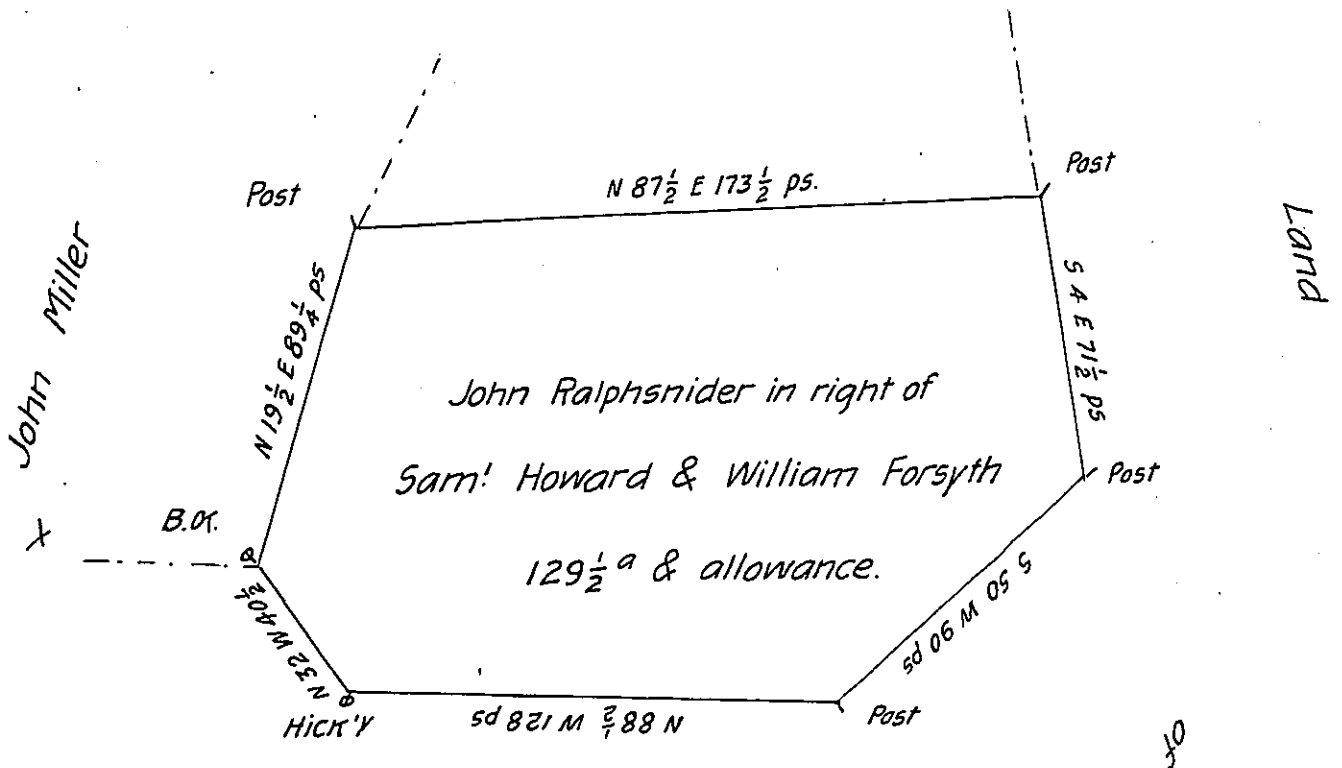 Post
N 87½ E 173½ ps.
Post
Land
John Miller
N 19½ E 89¼ ps
S 4 E 71½ ps
John Ralphsnider in right of
Sam! Howard & William Forsyth
129½ a & allowance.
Post
X
B.O.
N 32 W 40½
S 50 W 90 ps
Hick'y
N 88½ W 128 ps
Post
of